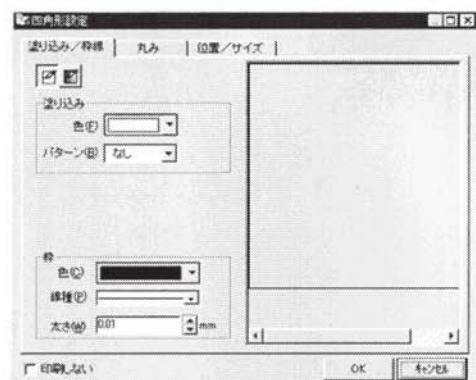 四角形設定
塗り込み／枠線 丸み 位置／サイズ
塗り込み
色(F)
パターン(B) なし
枠
色(C)
線種(P)
太さ(W) 0.01 mm
印刷しない OK キャンセル